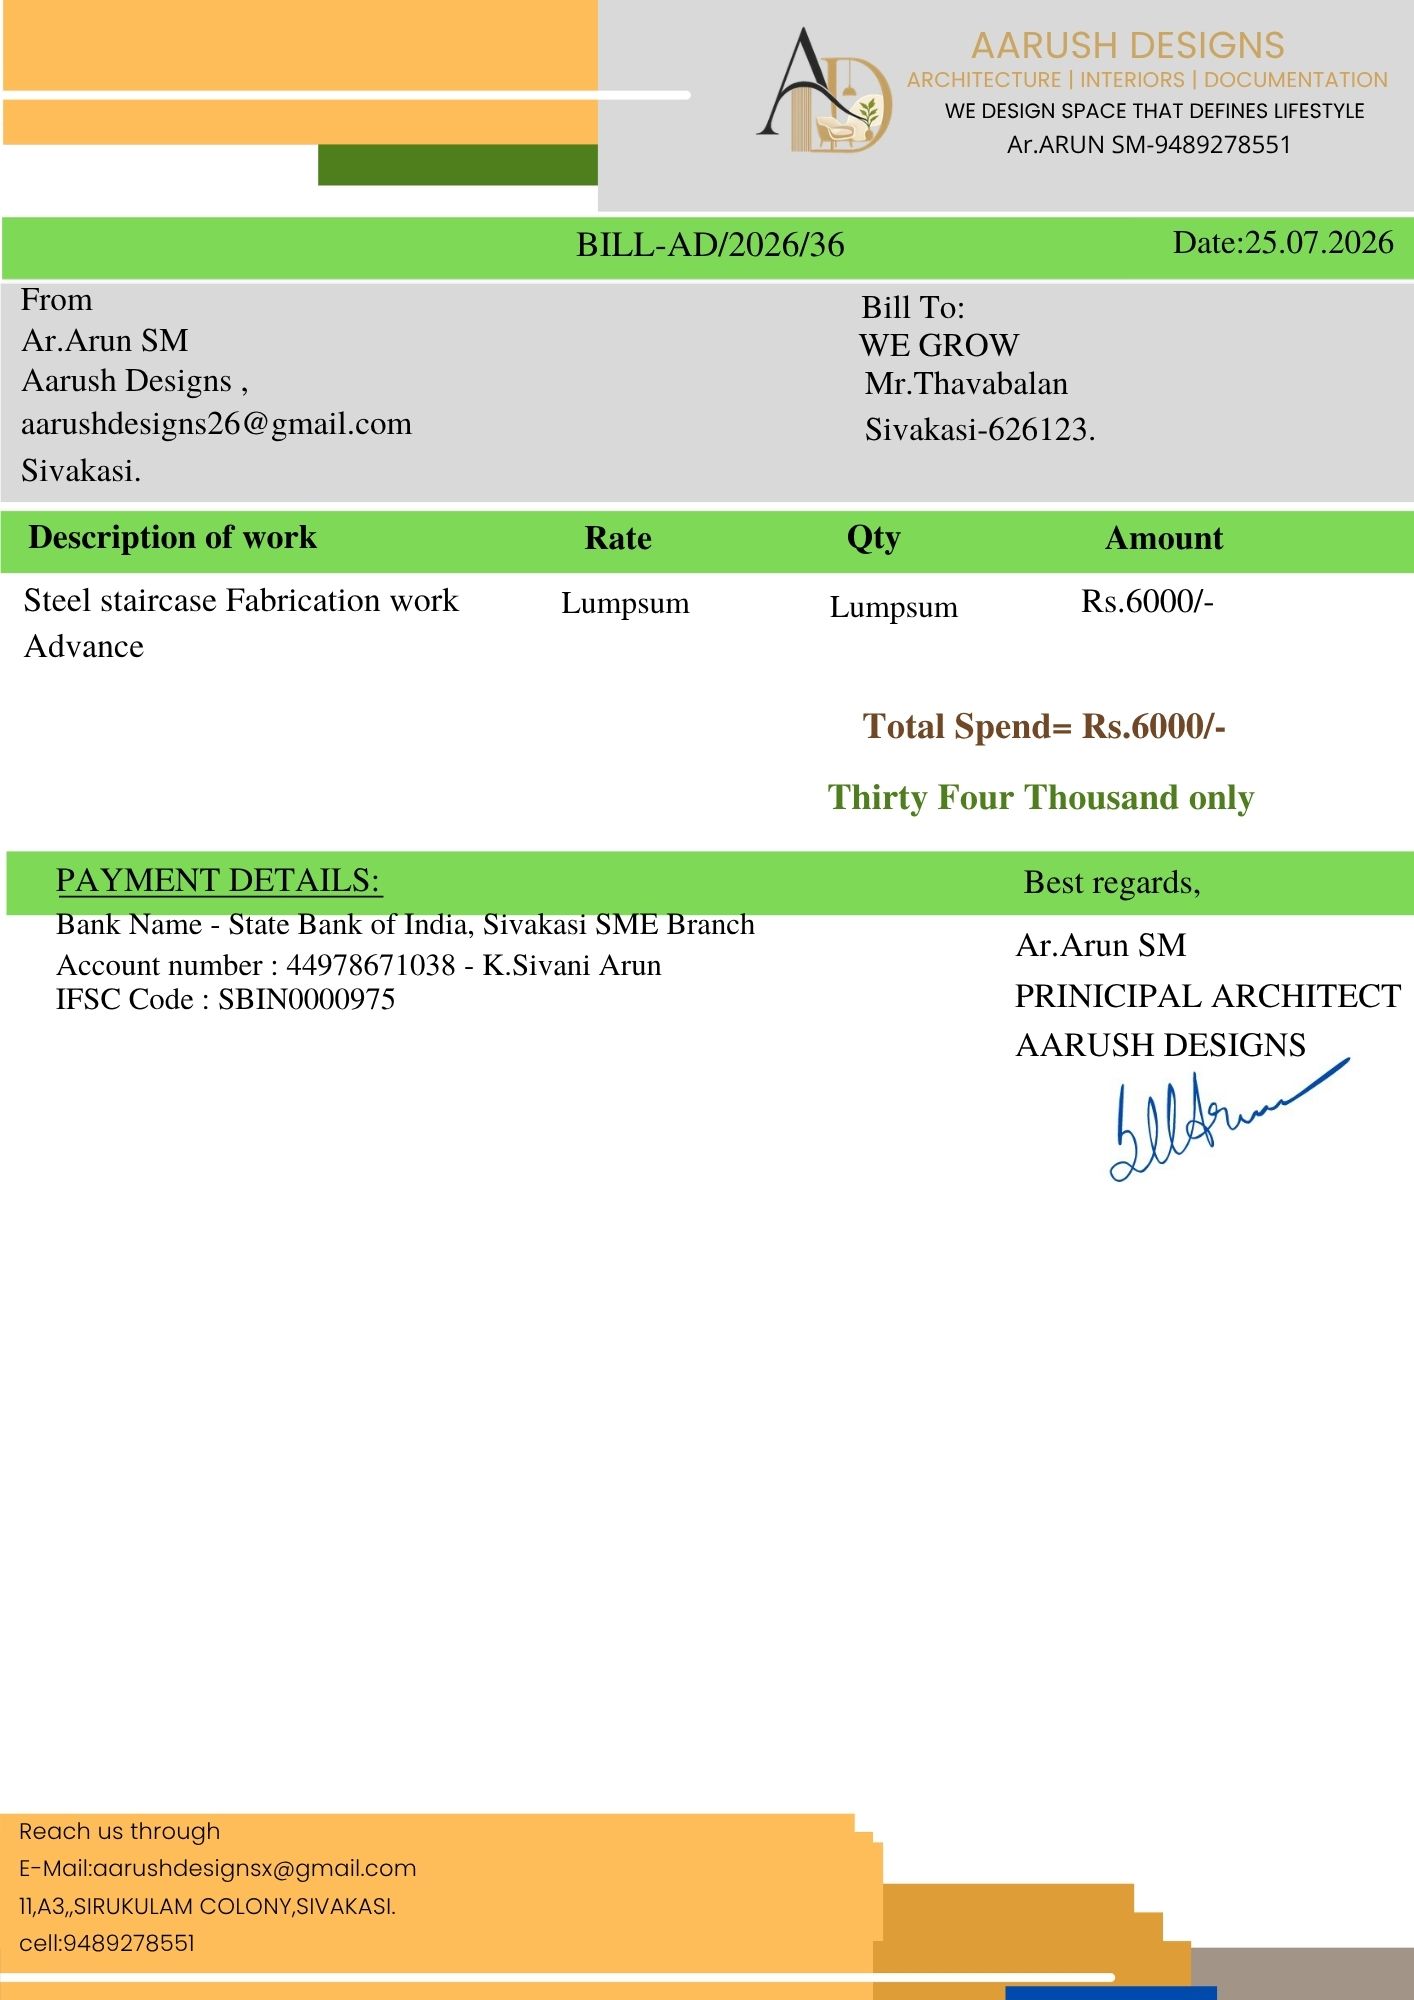 AARUSH DESIGNS
ARCHITECTURE | INTERIORS | DOCUMENTATION
WE DESIGN SPACE THAT DEFINES LIFESTYLE
Ar.ARUN SM-9489278551
BILL-AD/2026/36
Date:25.07.2026
From
Ar.Arun SM
Aarush Designs ,
aarushdesigns26@gmail.com
Sivakasi.
Bill To:
WE GROW
Mr.Thavabalan
Sivakasi-626123.
Description of work Rate Qty Amount
Steel staircase Fabrication work Lumpsum Lumpsum Rs.6000/-
Advance
Total Spend= Rs.6000/-
Thirty Four Thousand only
PAYMENT DETAILS:
Bank Name - State Bank of India, Sivakasi SME Branch
Account number : 44978671038 - K.Sivani Arun
IFSC Code : SBIN0000975
Best regards,
Ar.Arun SM
PRINICIPAL ARCHITECT
AARUSH DESIGNS
Reach us through
E-Mail:aarushdesignsx@gmail.com
11,A3,,SIRUKULAM COLONY,SIVAKASI.
cell:9489278551